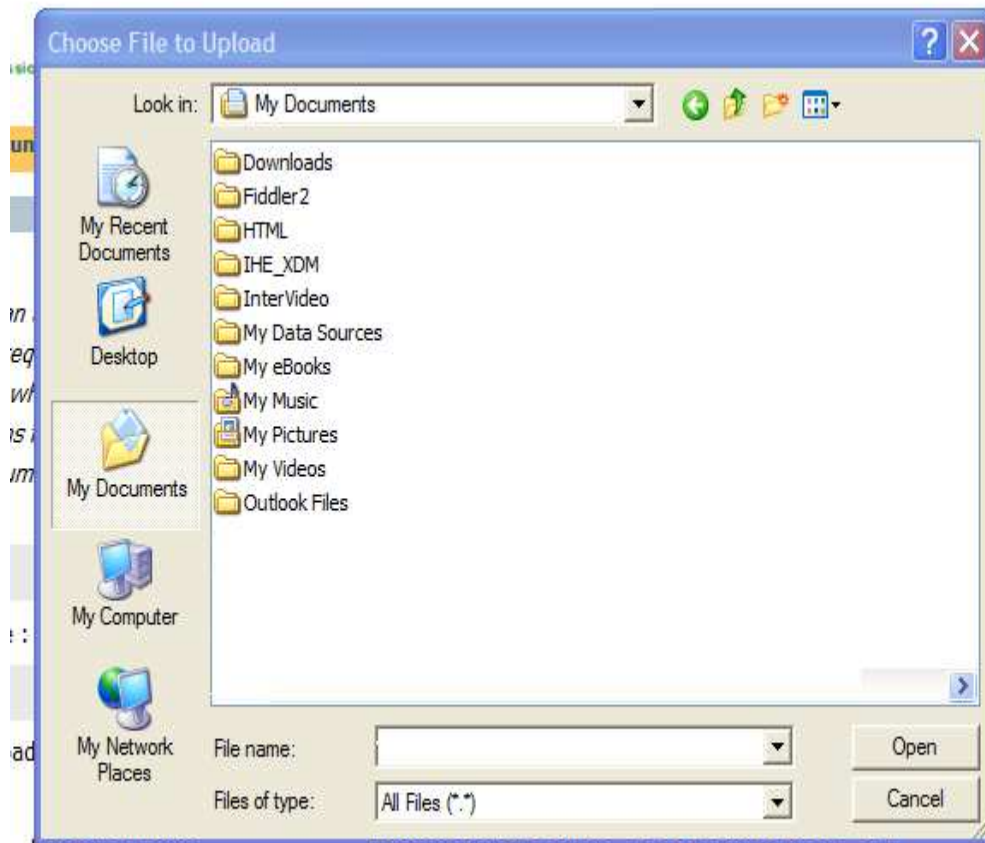 Choose File to Upload
Look in: My Documents
My Recent
Documents
Desktop
My Documents
My Computer
My Network
Places
Downloads
Fiddler2
HTML
IHE_XDM
InterVideo
My Data Sources
My eBooks
My Music
My Pictures
My Videos
Outlook Files
File name:
Open
Files of type: All Files (*.*)
Cancel